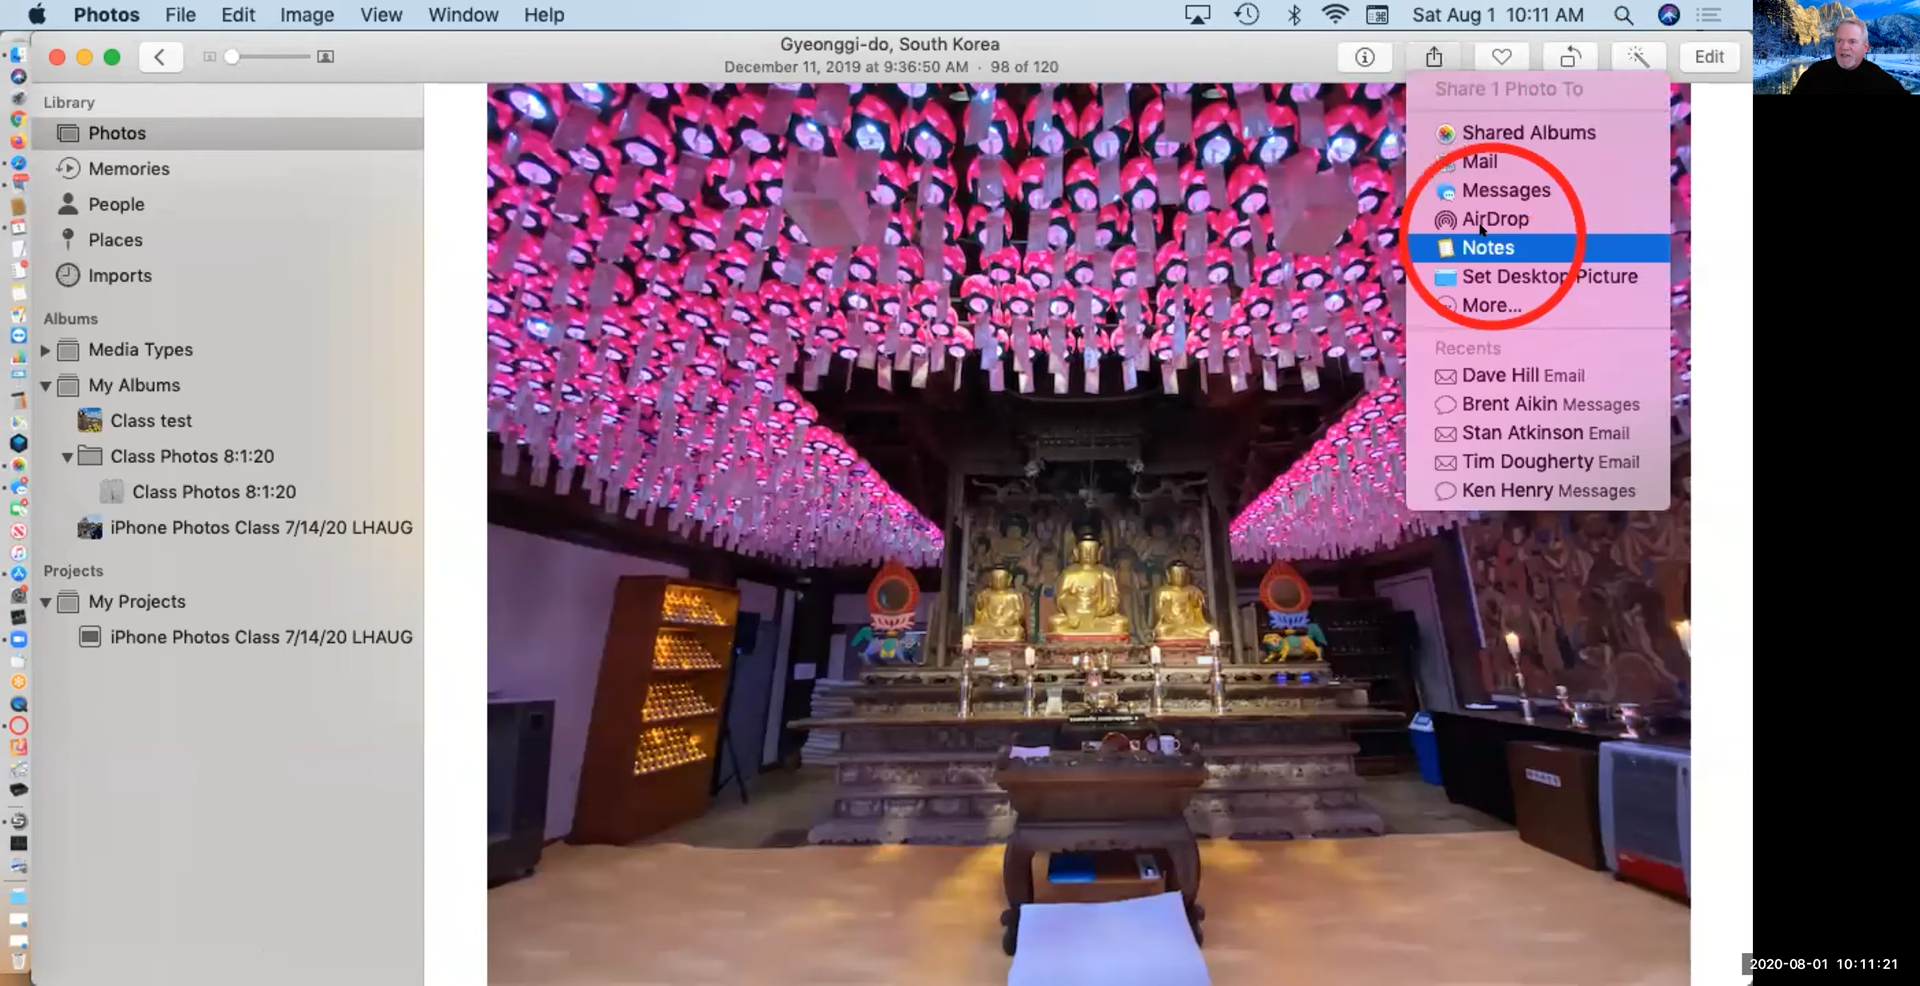 Photos File Edit Image View Window Help
Sat Aug 1 10:11 AM
Gyeonggi-do, South Korea
December 11, 2019 at 9:36:50 AM · 98 of 120
Edit
Library
Photos
Memories
People
Places
Imports
Albums
Media Types
My Albums
Class test
Class Photos 8:1:20
Class Photos 8:1:20
iPhone Photos Class 7/14/20 LHAUG
Projects
My Projects
iPhone Photos Class 7/14/20 LHAUG
Share 1 Photo To
Shared Albums
Mail
Messages
AirDrop
Notes
Set Desktop Picture
More...
Recents
Dave Hill Email
Brent Aikin Messages
Stan Atkinson Email
Tim Dougherty Email
Ken Henry Messages
2020-08-01 10:11:21